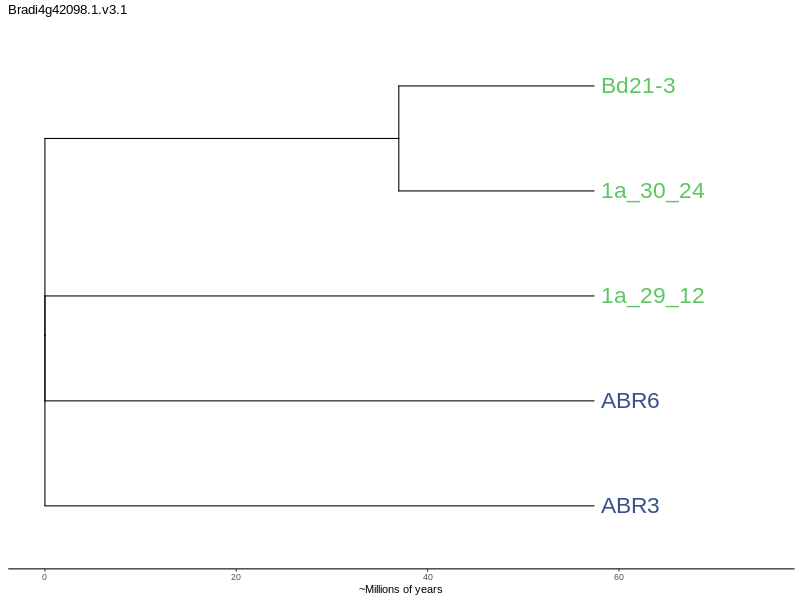 Bradi4g42098.1.v3.1
Bd21-3
1a_30_24
1a_29_12
ABR6
ABR3
0 20 40 60
~Millions of years